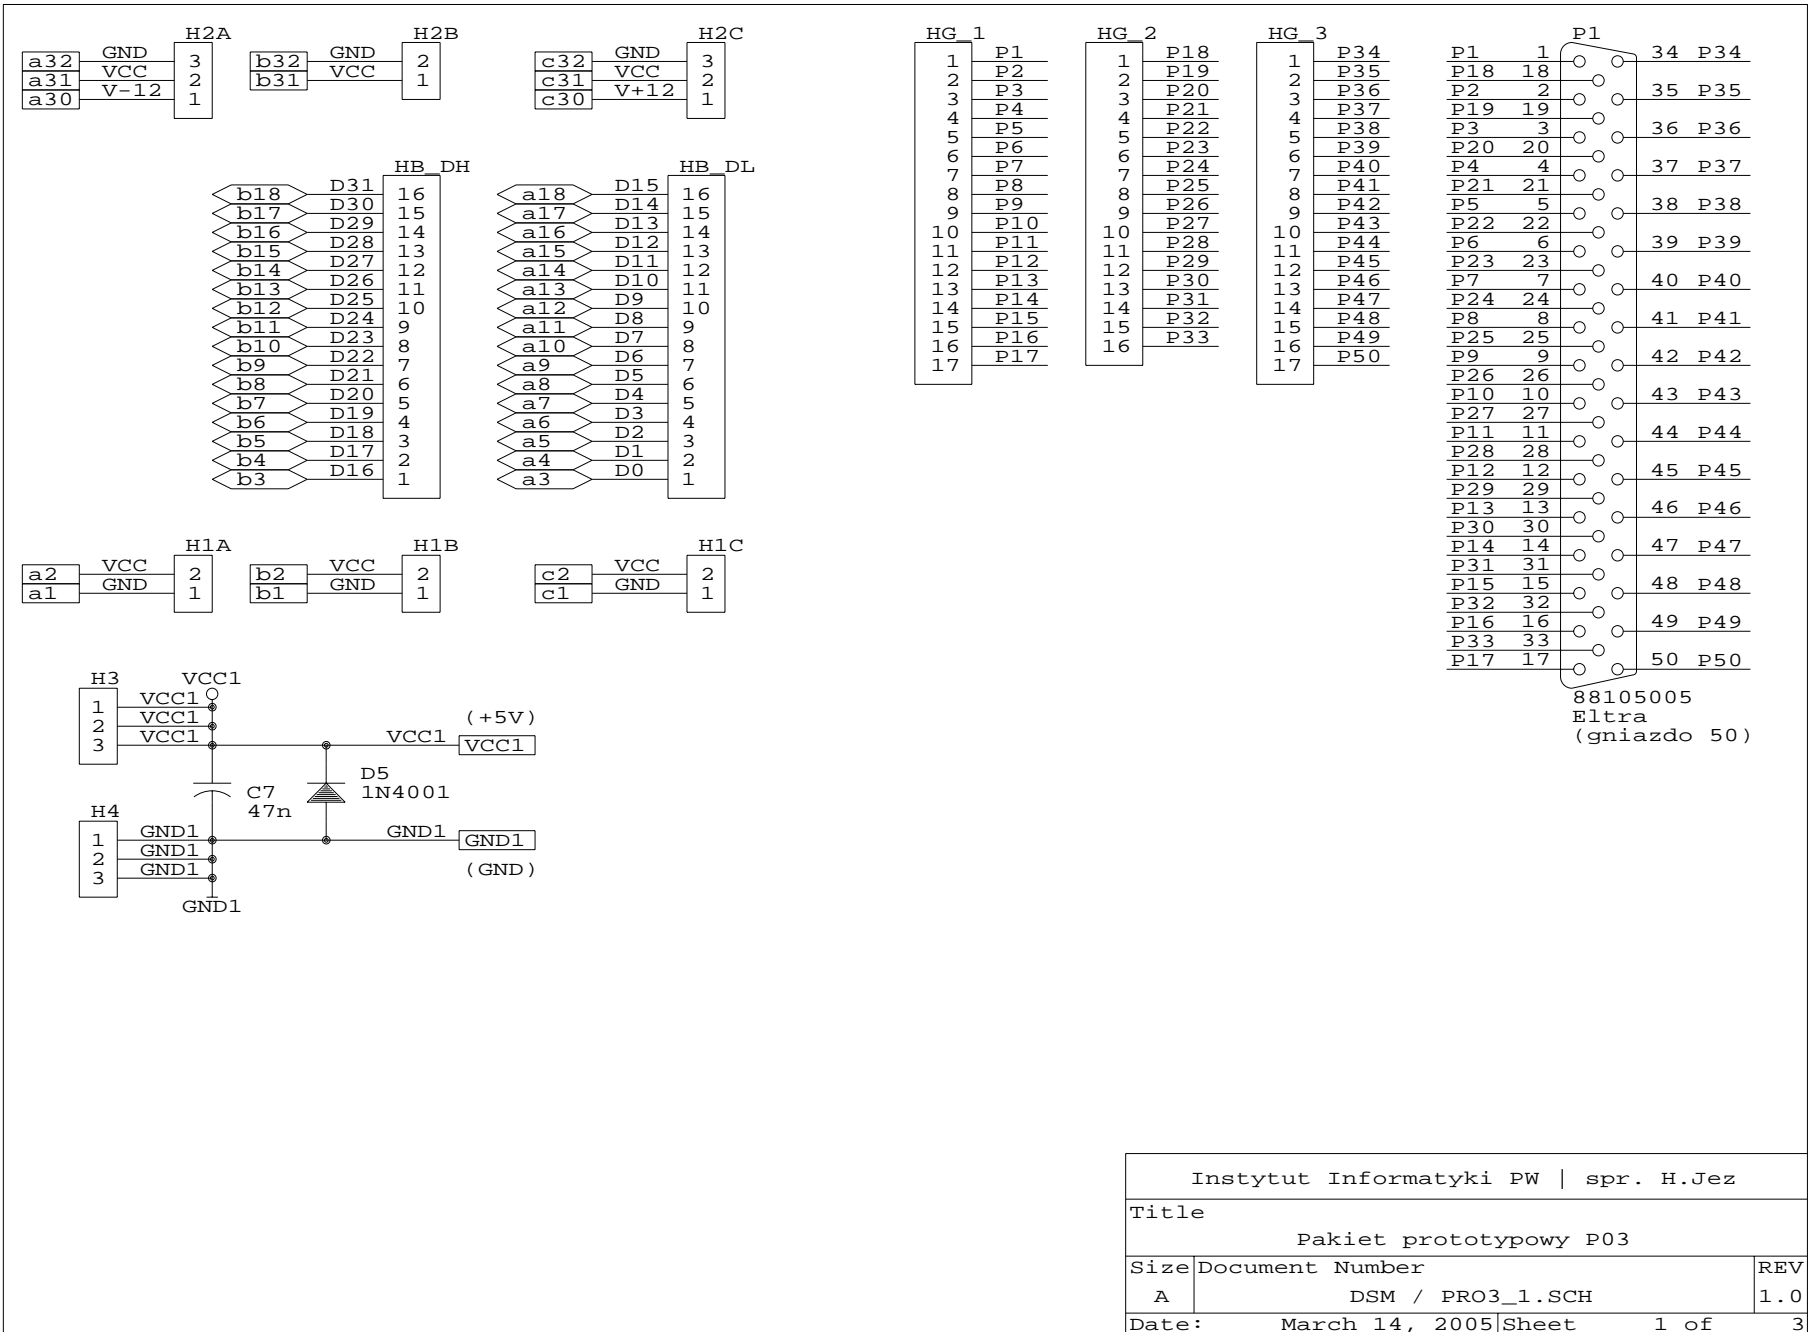 H2A
a32 GND 3
a31 VCC 2
a30 V-12 1
H2B
b32 GND 2
b31 VCC 1
H2C
c32 GND 3
c31 VCC 2
c30 V+12 1
HB_DH
b18 D31 16
b17 D30 15
b16 D29 14
b15 D28 13
b14 D27 12
b13 D26 11
b12 D25 10
b11 D24 9
b10 D23 8
b9 D22 7
b8 D21 6
b7 D20 5
b6 D19 4
b5 D18 3
b4 D17 2
b3 D16 1
HB_DL
a18 D15 16
a17 D14 15
a16 D13 14
a15 D12 13
a14 D11 12
a13 D10 11
a12 D9 10
a11 D8 9
a10 D7 8
a9 D6 7
a8 D5 6
a7 D4 5
a6 D3 4
a5 D2 3
a4 D1 2
a3 D0 1
H1A
a2 VCC 2
a1 GND 1
H1B
b2 VCC 2
b1 GND 1
H1C
c2 VCC 2
c1 GND 1
H3 VCC1
1 VCC1
2 VCC1
3 VCC1
(+5V)
VCC1 VCC1
C7
47n
D5
1N4001
H4
1 GND1
2 GND1
3 GND1
GND1 GND1
(GND)
GND1
HG_1
1 P1
2 P2
3 P3
4 P4
5 P5
6 P6
7 P7
8 P8
9 P9
10 P10
11 P11
12 P12
13 P13
14 P14
15 P15
16 P16
17 P17
HG_2
1 P18
2 P19
3 P20
4 P21
5 P22
6 P23
7 P24
8 P25
9 P26
10 P27
11 P28
12 P29
13 P30
14 P31
15 P32
16 P33
HG_3
1 P34
2 P35
3 P36
4 P37
5 P38
6 P39
7 P40
8 P41
9 P42
10 P43
11 P44
12 P45
13 P46
14 P47
15 P48
16 P49
17 P50
P1
P1 1 34 P34
P18 18
P2 2 35 P35
P19 19
P3 3 36 P36
P20 20
P4 4 37 P37
P21 21
P5 5 38 P38
P22 22
P6 6 39 P39
P23 23
P7 7 40 P40
P24 24
P8 8 41 P41
P25 25
P9 9 42 P42
P26 26
P10 10 43 P43
P27 27
P11 11 44 P44
P28 28
P12 12 45 P45
P29 29
P13 13 46 P46
P30 30
P14 14 47 P47
P31 31
P15 15 48 P48
P32 32
P16 16 49 P49
P33 33
P17 17 50 P50
88105005
Eltra
(gniazdo 50)
Instytut Informatyki PW | spr. H.Jez
Title
Pakiet prototypowy P03
Size Document Number REV
A DSM / PRO3_1.SCH 1.0
Date: March 14, 2005 Sheet 1 of 3